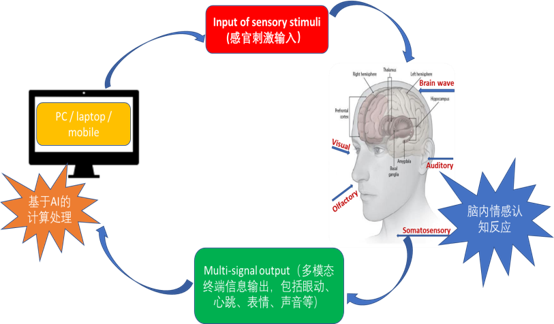 Input of sensory stimuli
(感官刺激输入)
PC / laptop /
mobile
基于AI的
计算处理
Thalamus
Right hemisphere
Left hemisphere
Brain wave
Hippocampus
Prefrontal
cortex
Visual
Amygdala
Basal
ganglia
Auditory
Olfactory
Somatosensory
脑内情感认
知反应
Multi-signal output（多模态
终端信息输出，包括眼动、
心跳、表情、声音等）